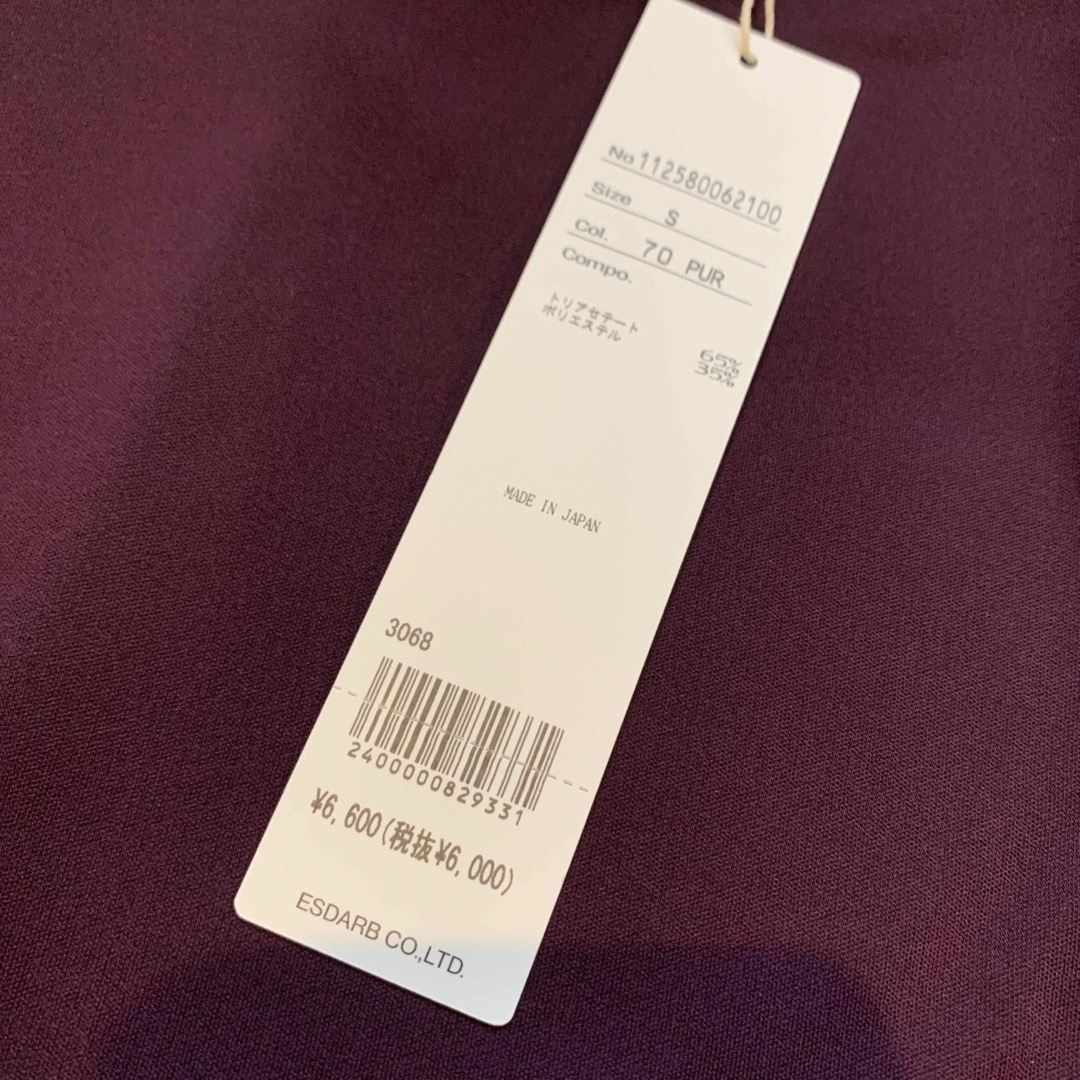 No 112580062100
Size S
Col. 70 PUR
Compo.
トリアセテート 65%
ポリエステル 35%
MADE IN JAPAN
3068
2400000829331
¥6,600(税抜¥6,000)
ESDARB CO.,LTD.